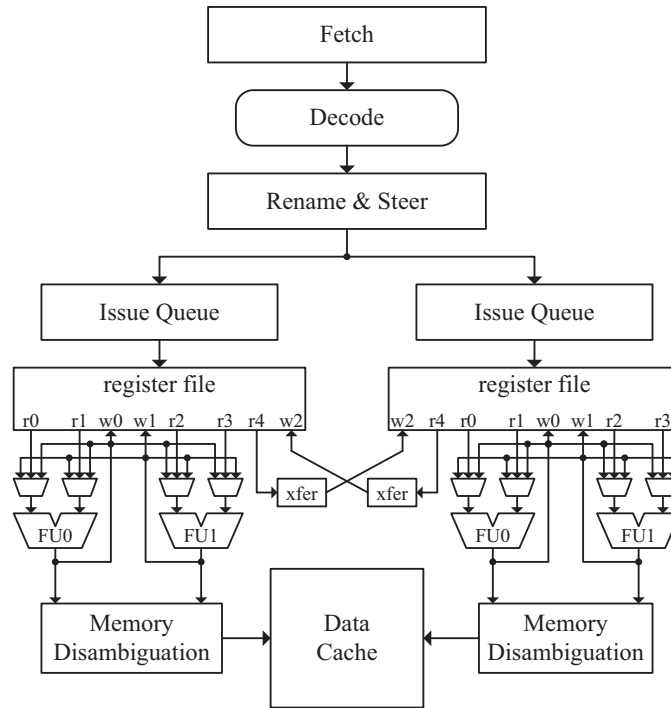 Fetch
Decode
Rename & Steer
Issue Queue Issue Queue
register file register file
r0 r1 w0 w1 r2 r3 r4 w2 w2 r4 r0 r1 w0 w1 r2 r3
xfer xfer
FU0 FU1 FU0 FU1
Memory Disambiguation
Data Cache
Memory Disambiguation